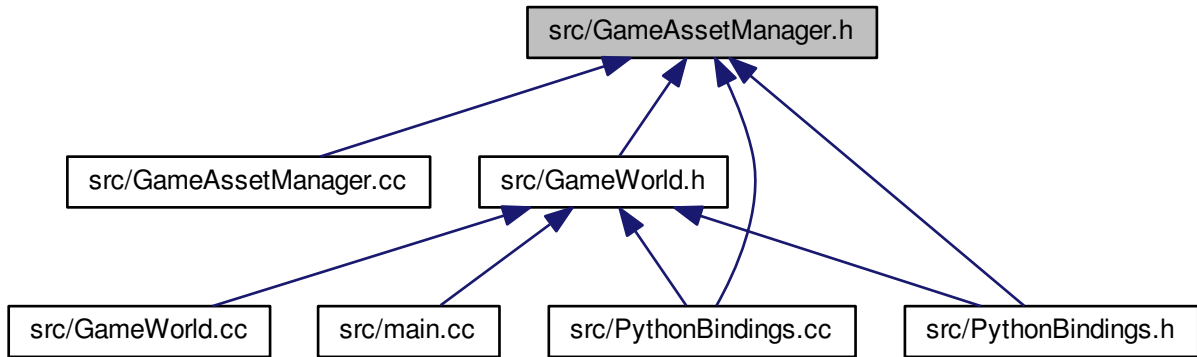 src/GameAssetManager.h
src/GameAssetManager.cc
src/GameWorld.h
src/GameWorld.cc
src/main.cc
src/PythonBindings.cc
src/PythonBindings.h